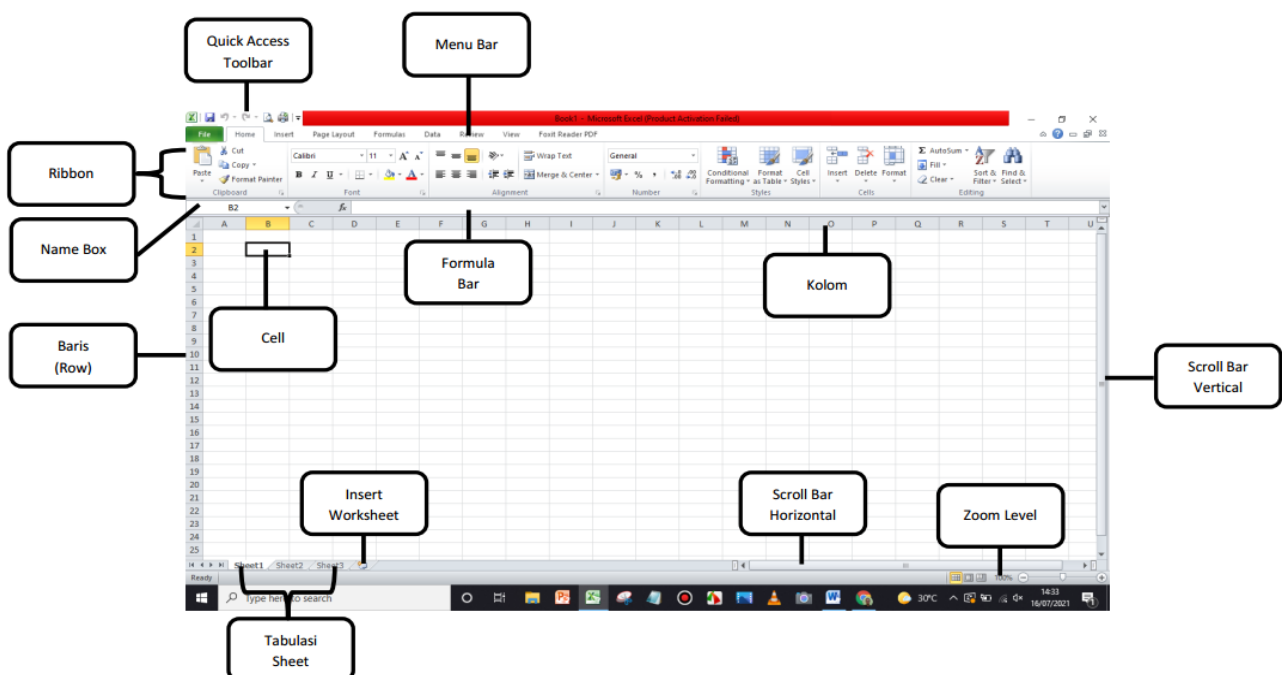 Quick Access
Toolbar
Menu Bar
Book1 - Microsoft Excel (Product Activation Failed)
File Home Insert Page Layout Formulas Data Review View Foxit Reader PDF
Ribbon
Paste
Cut
Copy
Format Painter
Clipboard
Calibri 11
B I U
Font
Wrap Text
Merge & Center
Alignment
General
Number
Conditional
Formatting
Format
as Table
Cell
Styles
Styles
Insert Delete Format
Cells
AutoSum
Fill
Clear
Sort &
Filter
Find &
Select
Editing
Name Box
B2 fx
A B C D E F G H I J K L M N O P Q R S T U
1
2
3
4
5
6
7
8
9
10
11
12
13
14
15
16
17
18
19
20
21
22
23
24
25
Formula
Bar
Kolom
Cell
Baris
(Row)
Scroll Bar
Vertical
Insert
Worksheet
Scroll Bar
Horizontal
Zoom Level
Sheet1 Sheet2 Sheet3
Ready
100%
Type here to search
30°C
14:33
16/07/2021
Tabulasi
Sheet